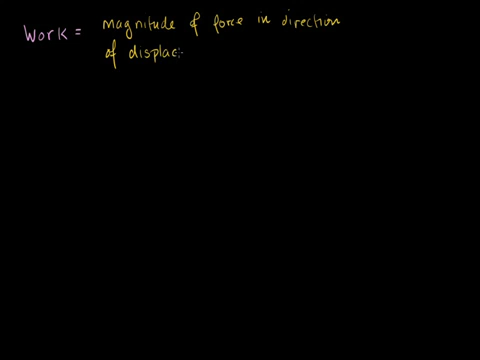 Work = magnitude of force in direction
of displac